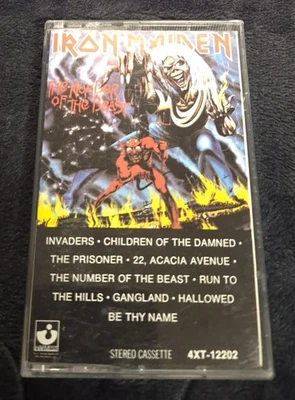 IRON MAIDEN
THE NUMBER
OF THE BEAST
INVADERS · CHILDREN OF THE DAMNED ·
THE PRISONER · 22, ACACIA AVENUE ·
THE NUMBER OF THE BEAST · RUN TO
THE HILLS · GANGLAND · HALLOWED
BE THY NAME
STEREO CASSETTE 4XT-12202